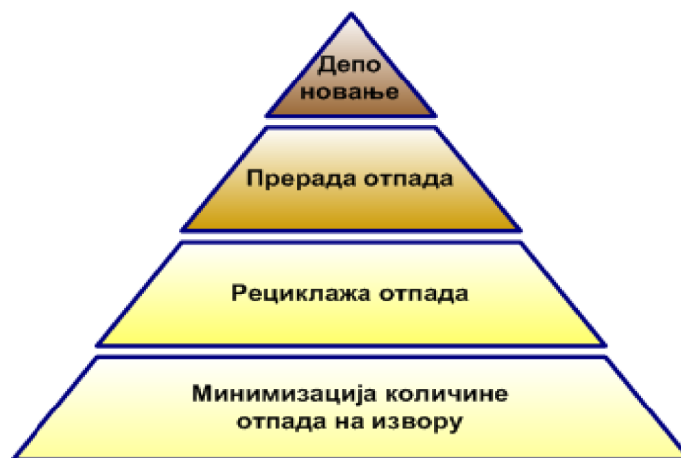 Депо
новање
Прерада отпада
Рециклажа отпада
Минимизација количине
отпада на извору